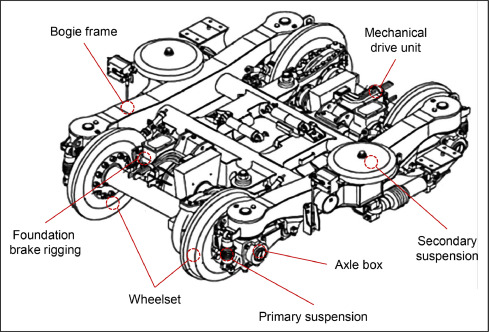 Bogie frame
Mechanical
drive unit
Foundation
brake rigging
Secondary
suspension
Axle box
Wheelset
Primary suspension